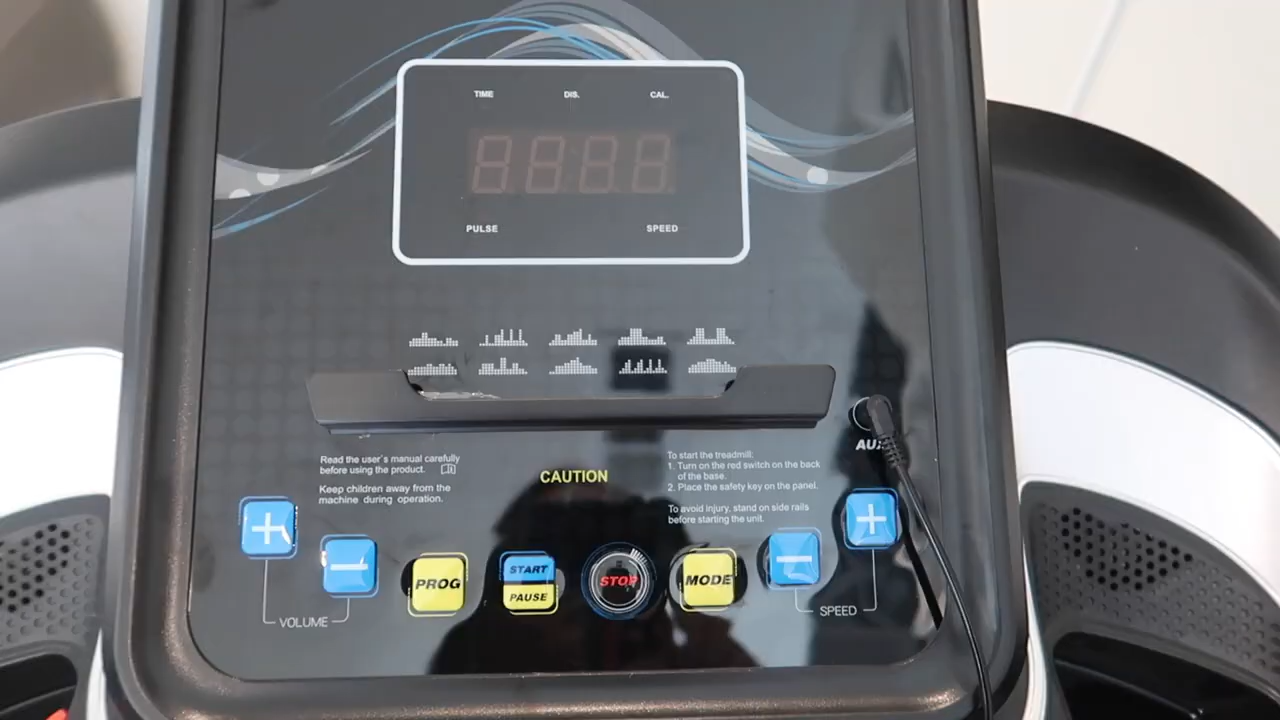 TIME DIS. CAL.
PULSE SPEED
Read the user's manual carefully
before using the product.
Keep children away from the
machine during operation.
CAUTION
To start the treadmill:
1. Turn on the red switch on the back
of the base.
2. Place the safety key on the panel.
To avoid injury, stand on side rails
before starting the unit.
AUX
+
−
PROG
START
PAUSE
STOP
MODE
−
+
VOLUME
SPEED